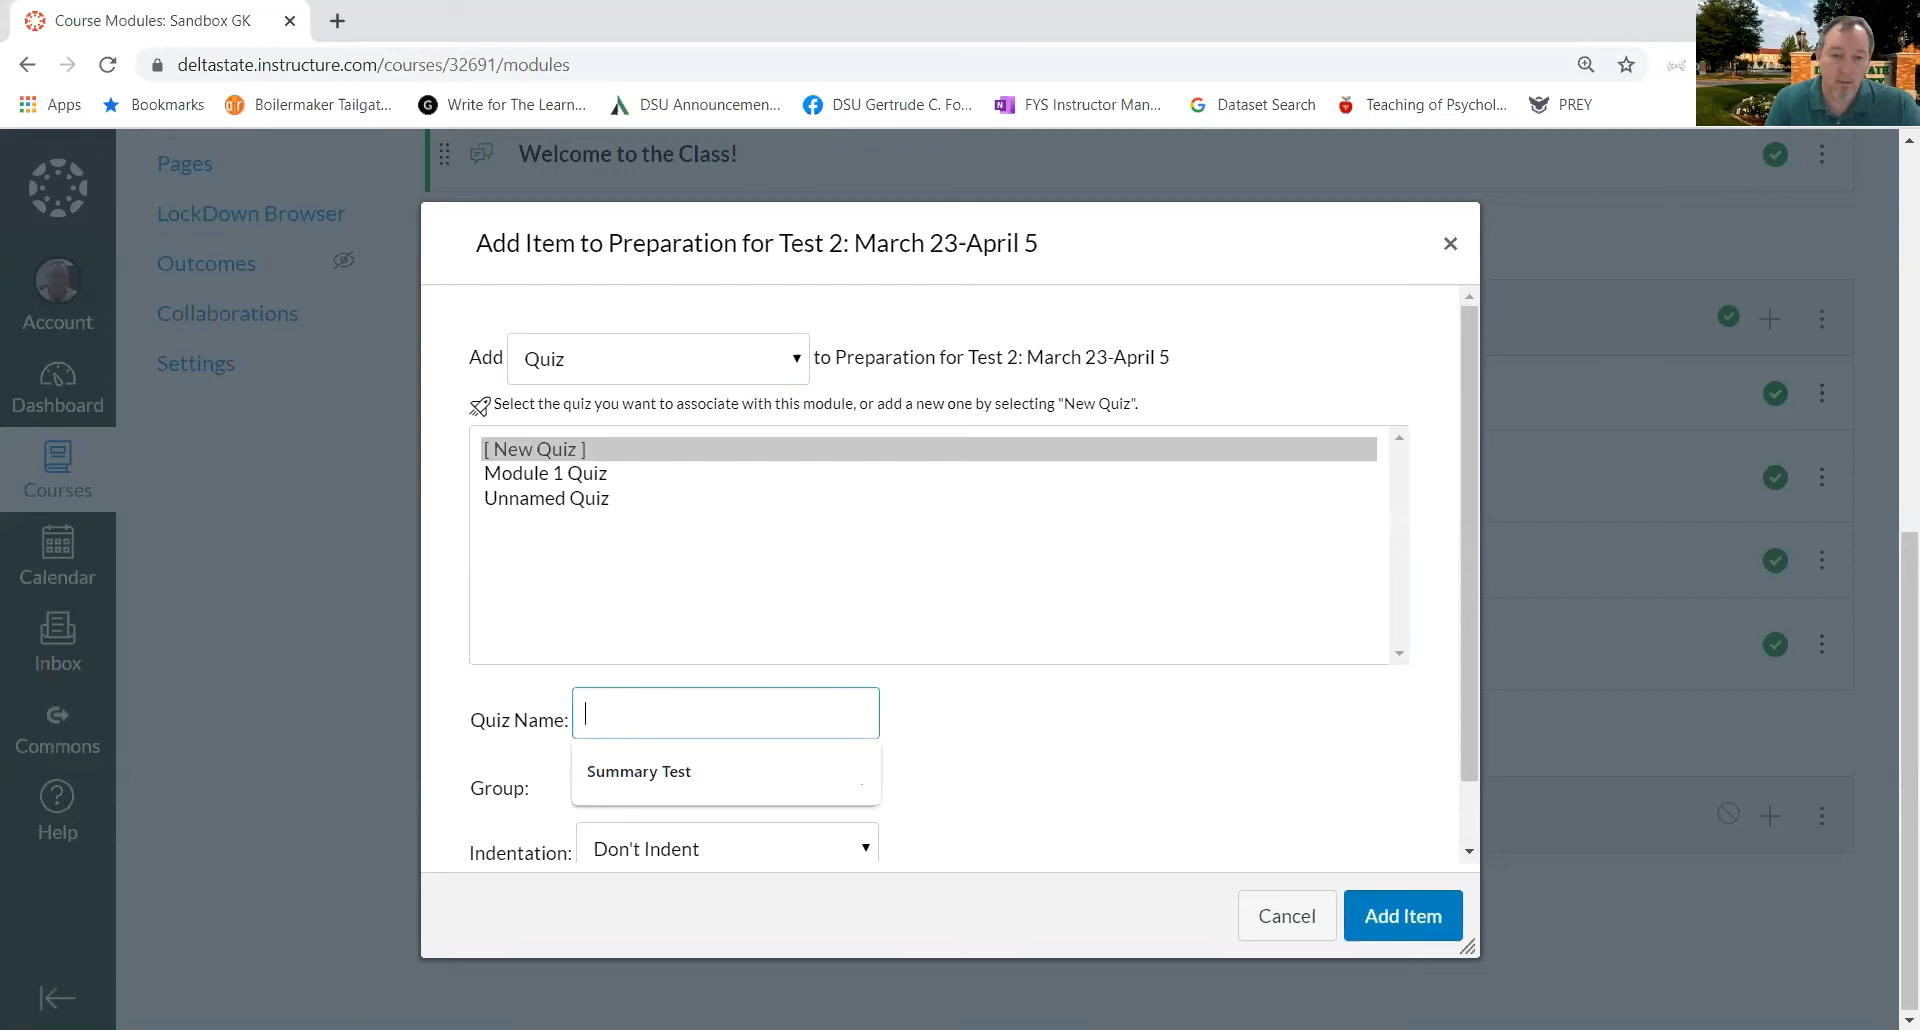 Course Modules: Sandbox GK
deltastate.instructure.com/courses/32691/modules
Apps
Bookmarks
Boilermaker Tailgat...
Write for The Learn...
DSU Announcemen...
DSU Gertrude C. Fo...
FYS Instructor Man...
Dataset Search
Teaching of Psychol...
PREY
Account
Dashboard
Courses
Calendar
Inbox
Commons
Help
Pages
LockDown Browser
Outcomes
Collaborations
Settings
Welcome to the Class!
Add Item to Preparation for Test 2: March 23-April 5
Add Quiz to Preparation for Test 2: March 23-April 5
Select the quiz you want to associate with this module, or add a new one by selecting "New Quiz".
[ New Quiz ]
Module 1 Quiz
Unnamed Quiz
Quiz Name:
Summary Test
Group:
Indentation: Don't Indent
Cancel
Add Item